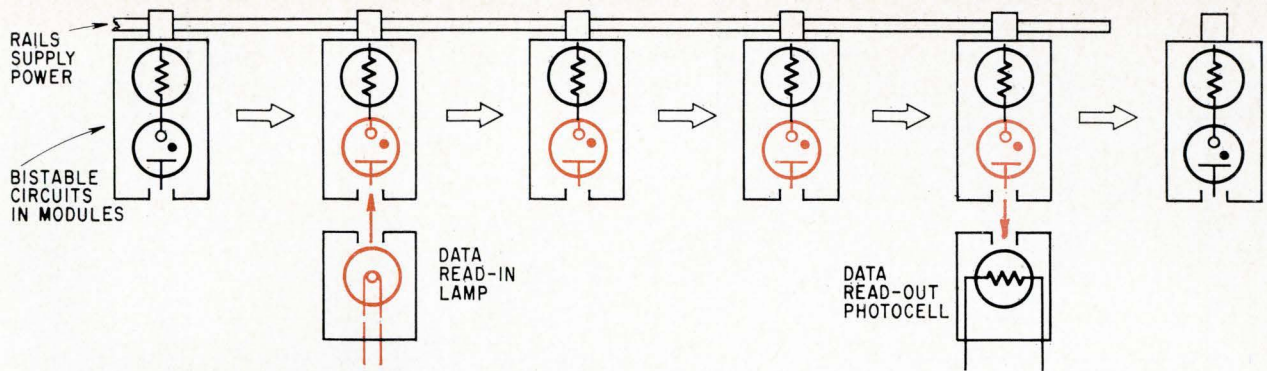 RAILS
SUPPLY
POWER
BISTABLE
CIRCUITS
IN MODULES
DATA
READ-IN
LAMP
DATA
READ-OUT
PHOTOCELL